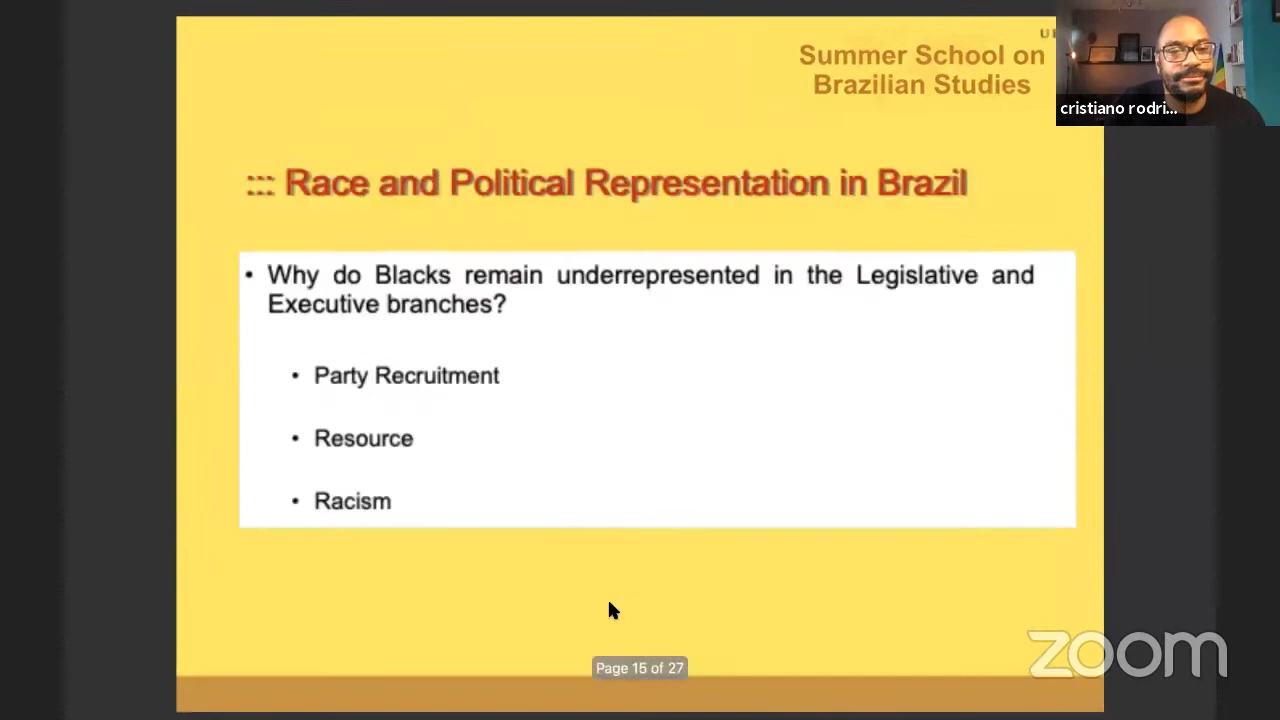 Summer School on
Brazilian Studies
cristiano rodri...
::: Race and Political Representation in Brazil
• Why do Blacks remain underrepresented in the Legislative and
Executive branches?
• Party Recruitment
• Resource
• Racism
Page 15 of 27
zoom